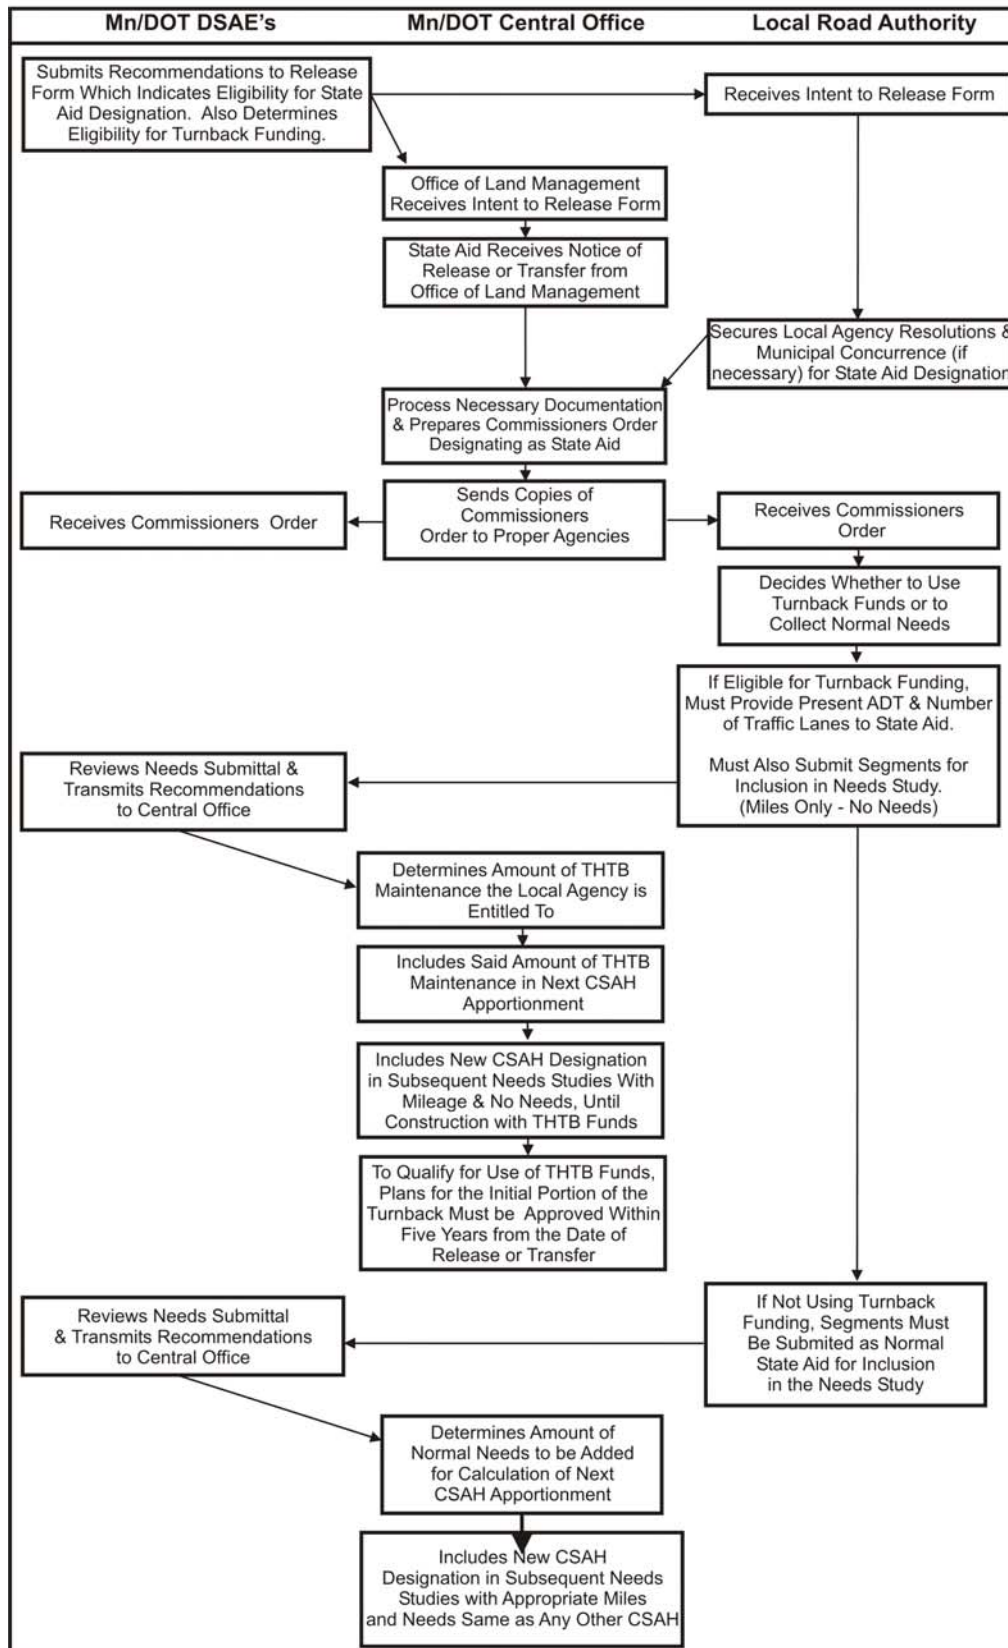 Mn/DOT DSAE's
Mn/DOT Central Office
Local Road Authority
Submits Recommendations to Release
Form Which Indicates Eligibility for State
Aid Designation. Also Determines
Eligibility for Turnback Funding.
Receives Intent to Release Form
Office of Land Management
Receives Intent to Release Form
State Aid Receives Notice of
Release or Transfer from
Office of Land Management
Secures Local Agency Resolutions &
Municipal Concurrence (if
necessary) for State Aid Designation
Process Necessary Documentation
& Prepares Commissioners Order
Designating as State Aid
Sends Copies of
Commissioners
Order to Proper Agencies
Receives Commissioners Order
Receives Commissioners
Order
Decides Whether to Use
Turnback Funds or to
Collect Normal Needs
If Eligible for Turnback Funding,
Must Provide Present ADT & Number
of Traffic Lanes to State Aid.
Must Also Submit Segments for
Inclusion in Needs Study.
(Miles Only - No Needs)
Reviews Needs Submittal &
Transmits Recommendations
to Central Office
Determines Amount of THTB
Maintenance the Local Agency is
Entitled To
Includes Said Amount of THTB
Maintenance in Next CSAH
Apportionment
Includes New CSAH Designation
in Subsequent Needs Studies With
Mileage & No Needs, Until
Construction with THTB Funds
To Qualify for Use of THTB Funds,
Plans for the Initial Portion of the
Turnback Must be Approved Within
Five Years from the Date of
Release or Transfer
If Not Using Turnback
Funding, Segments Must
Be Submited as Normal
State Aid for Inclusion
in the Needs Study
Reviews Needs Submittal
& Transmits Recommendations
to Central Office
Determines Amount of
Normal Needs to be Added
for Calculation of Next
CSAH Apportionment
Includes New CSAH
Designation in Subsequent Needs
Studies with Appropriate Miles
and Needs Same as Any Other CSAH